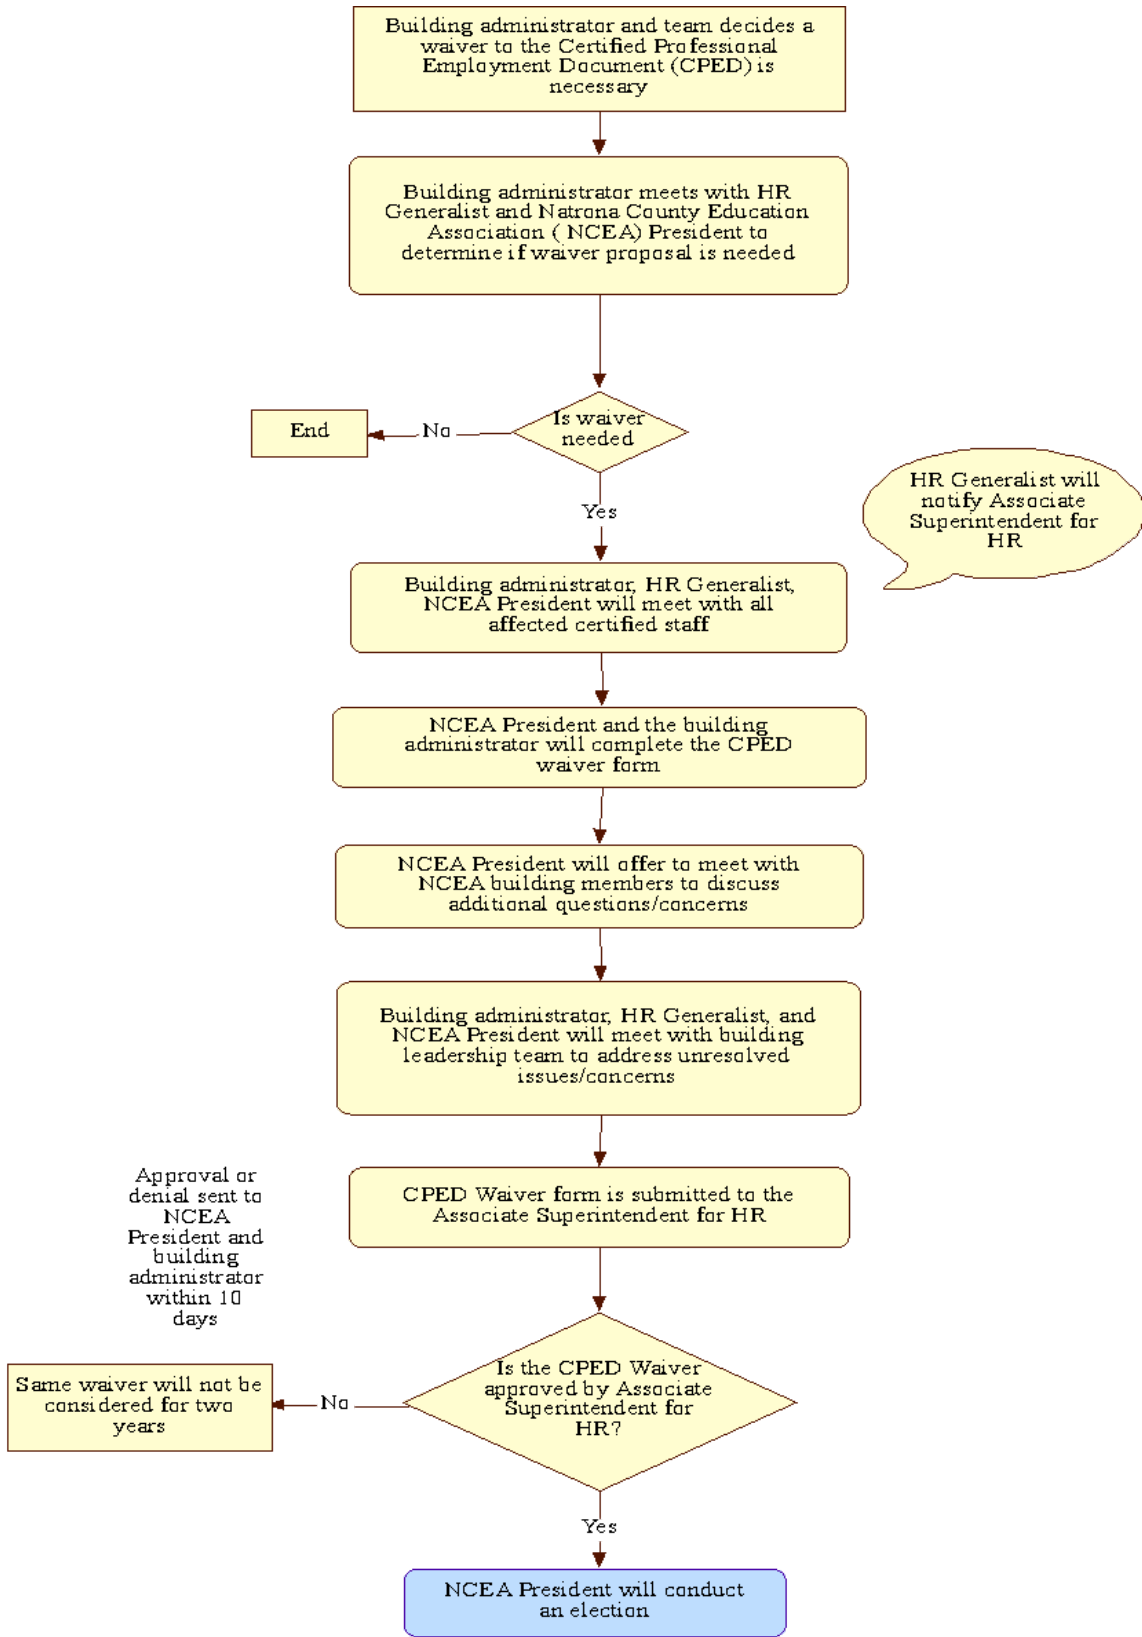 Building administrator and team decides a
waiver to the Certified Professional
Employment Document (CPED) is
necessary
Building administrator meets with HR
Generalist and Natrona County Education
Association ( NCEA) President to
determine if waiver proposal is needed
Is waiver
needed
No
End
Yes
HR Generalist will
notify Associate
Superintendent for
HR
Building administrator, HR Generalist,
NCEA President will meet with all
affected certified staff
NCEA President and the building
administrator will complete the CPED
waiver form
NCEA President will offer to meet with
NCEA building members to discuss
additional questions/concerns
Building administrator, HR Generalist, and
NCEA President will meet with building
leadership team to address unresolved
issues/concerns
CPED Waiver form is submitted to the
Associate Superintendent for HR
Approval or
denial sent to
NCEA
President and
building
administrator
within 10
days
Is the CPED Waiver
approved by Associate
Superintendent for
HR?
No
Same waiver will not be
considered for two
years
Yes
NCEA President will conduct
an election